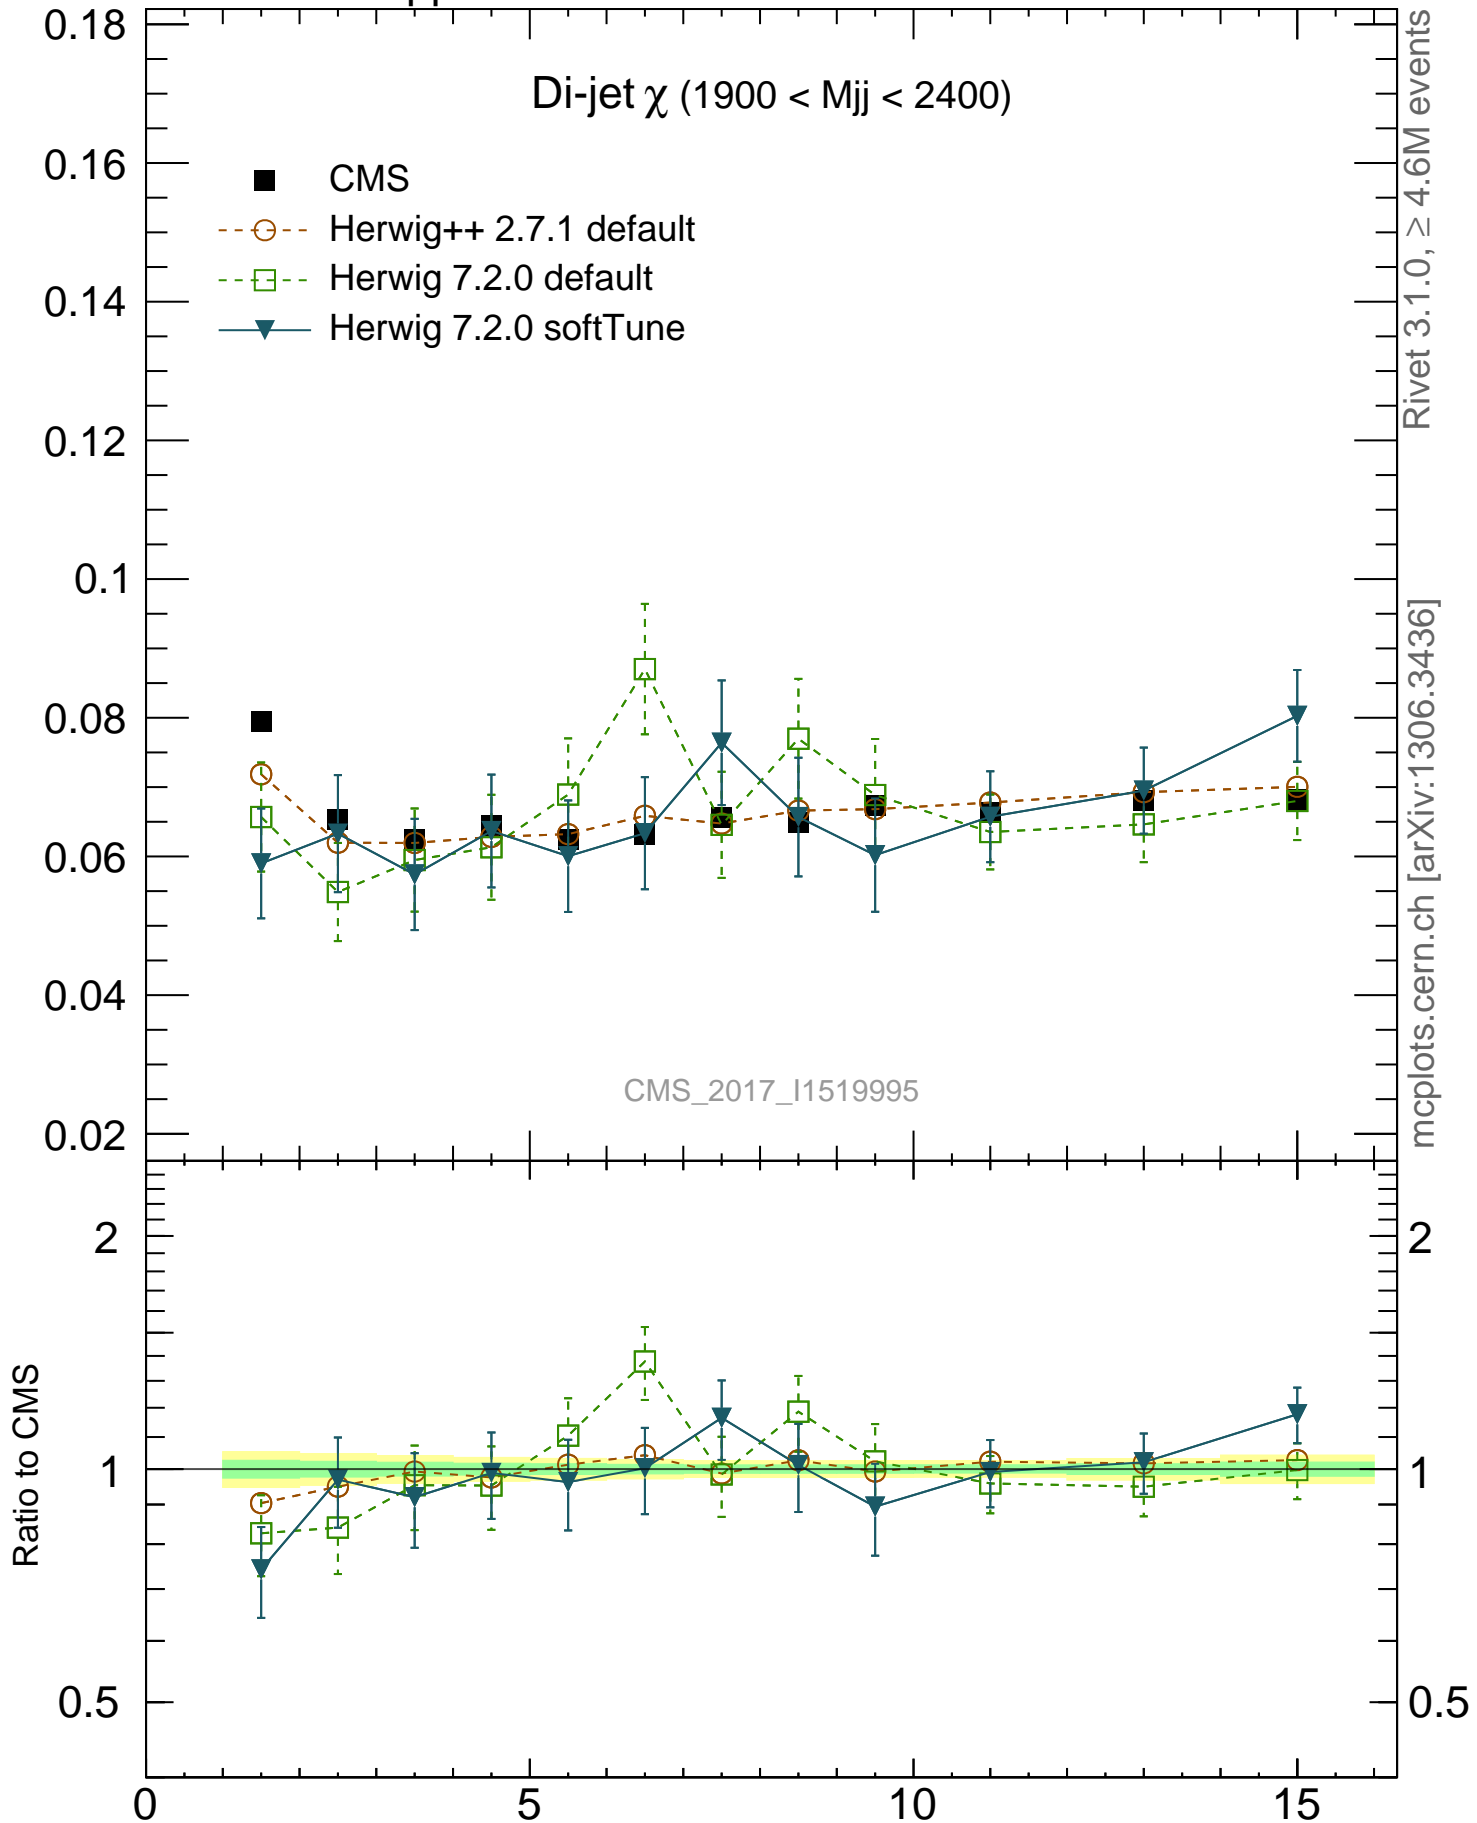 0.18
0.16
0.14
0.12
0.1
0.08
0.06
0.04
0.02
Di-jet χ (1900 < Mjj < 2400)
CMS
Herwig++ 2.7.1 default
Herwig 7.2.0 default
Herwig 7.2.0 softTune
CMS_2017_I1519995
Rivet 3.1.0, ≥ 4.6M events
mcplots.cern.ch [arXiv:1306.3436]
Ratio to CMS
2
1
0.5
2
1
0.5
0 5 10 15